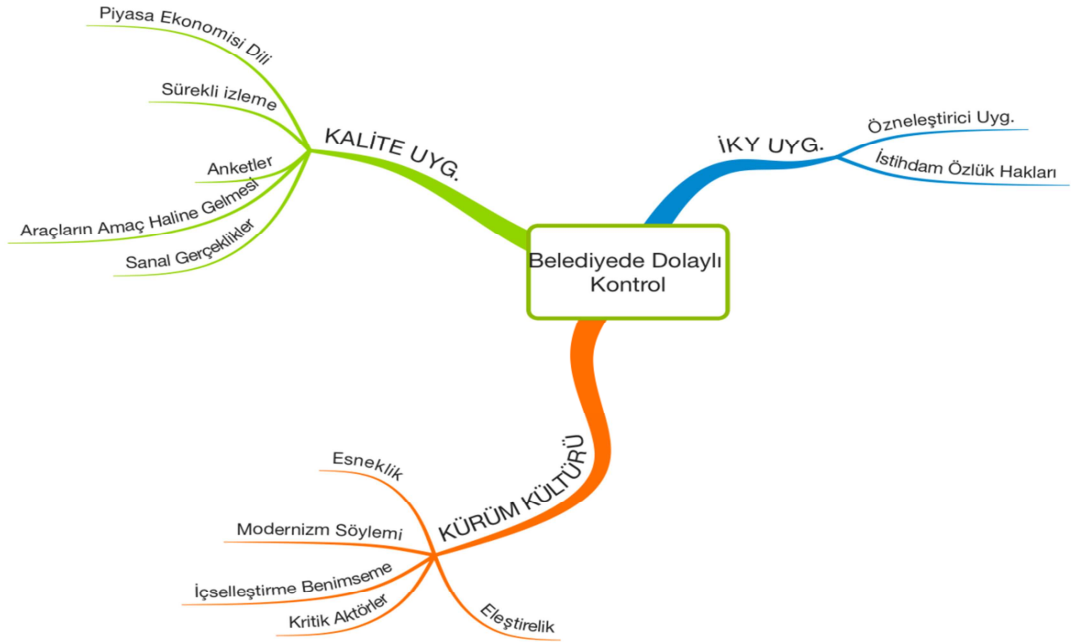 Piyasa Ekonomisi Dili
Sürekli izleme
KALİTE UYG.
Anketler
Araçların Amaç Haline Gelmesi
Sanal Gerçeklikler
İKY UYG.
Özneleştirici Uyg.
İstihdam Özlük Hakları
Belediyede Dolaylı
Kontrol
KÜRÜM KÜLTÜRÜ
Esneklik
Modernizm Söylemi
İçselleştirme Benimseme
Kritik Aktörler
Eleştirelik